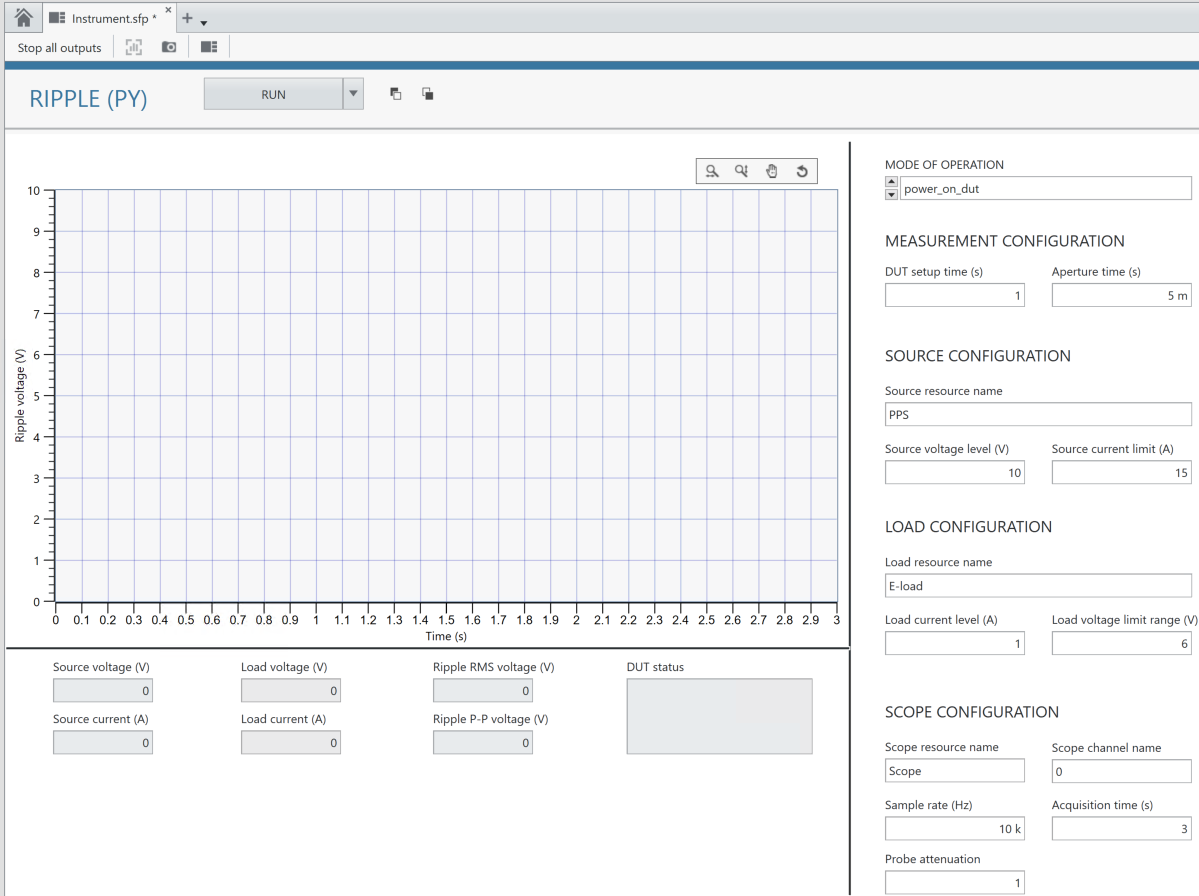 Instrument.sfp *
Stop all outputs
RIPPLE (PY)
RUN
10
9
8
7
6
5
4
3
2
1
0
Ripple voltage (V)
0 0.1 0.2 0.3 0.4 0.5 0.6 0.7 0.8 0.9 1 1.1 1.2 1.3 1.4 1.5 1.6 1.7 1.8 1.9 2 2.1 2.2 2.3 2.4 2.5 2.6 2.7 2.8 2.9 3
Time (s)
Source voltage (V) Load voltage (V) Ripple RMS voltage (V) DUT status
0 0 0
Source current (A) Load current (A) Ripple P-P voltage (V)
0 0 0
MODE OF OPERATION
power_on_dut
MEASUREMENT CONFIGURATION
DUT setup time (s) Aperture time (s)
1 5 m
SOURCE CONFIGURATION
Source resource name
PPS
Source voltage level (V) Source current limit (A)
10 15
LOAD CONFIGURATION
Load resource name
E-load
Load current level (A) Load voltage limit range (V)
1 6
SCOPE CONFIGURATION
Scope resource name Scope channel name
Scope 0
Sample rate (Hz) Acquisition time (s)
10 k 3
Probe attenuation
1